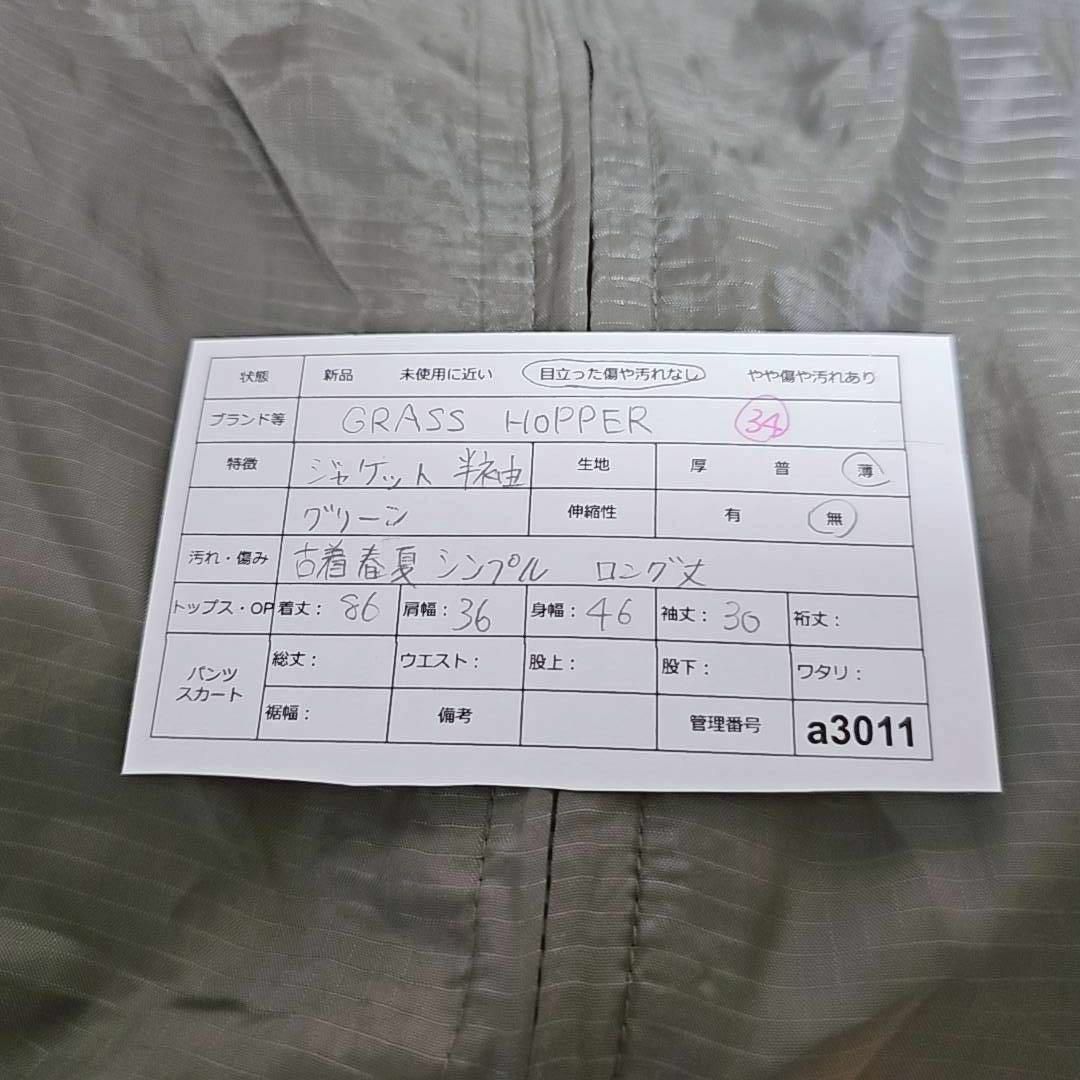 状態 新品 未使用に近い 目立った傷や汚れなし やや傷や汚れあり
ブランド等 GRASS HOPPER 34
特徴 ジャケット 半袖 生地 厚 普 薄
グリーン 伸縮性 有 無
汚れ・傷み 古着 春夏 シンプル ロング丈
トップス・OP 着丈: 86 肩幅: 36 身幅: 46 袖丈: 30 裄丈:
パンツ スカート 総丈: ウエスト: 股上: 股下: ワタリ:
裾幅: 備考 管理番号 a3011